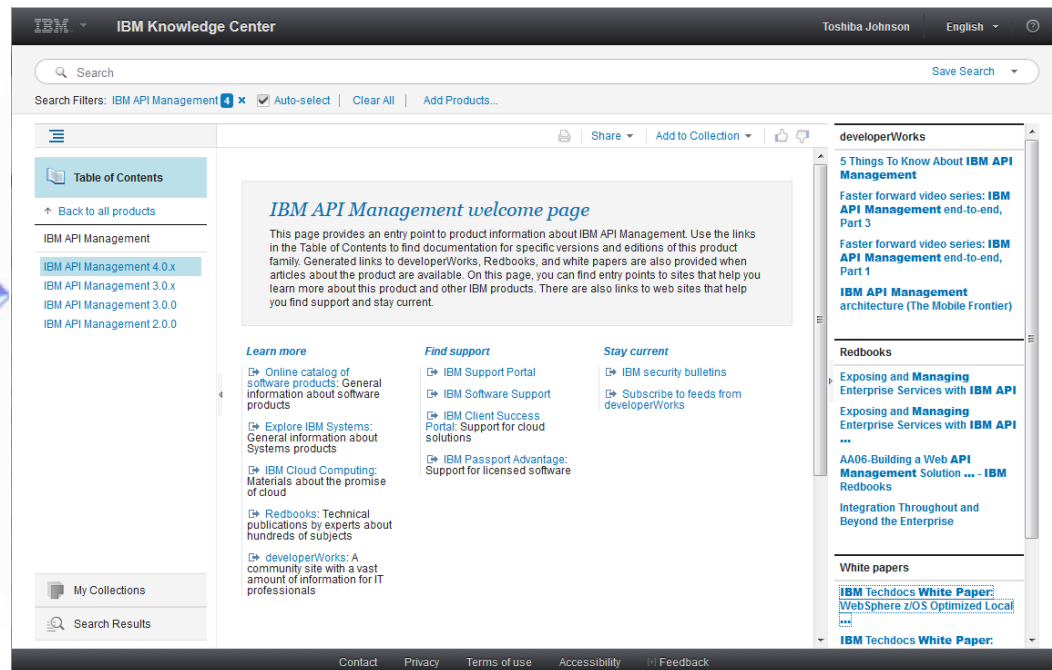 IBM IBM Knowledge Center Toshiba Johnson English ?
Search Save Search
Search Filters: IBM API Management 4 × Auto-select | Clear All | Add Products...
Share Add to Collection
Table of Contents
Back to all products
IBM API Management
IBM API Management 4.0.x
IBM API Management 3.0.x
IBM API Management 3.0.0
IBM API Management 2.0.0
My Collections
Search Results
IBM API Management welcome page
This page provides an entry point to product information about IBM API Management. Use the links
in the Table of Contents to find documentation for specific versions and editions of this product
family. Generated links to developerWorks, Redbooks, and white papers are also provided when
articles about the product are available. On this page, you can find entry points to sites that help you
learn more about this product and other IBM products. There are also links to web sites that help
you find support and stay current.
Learn more
Online catalog of
software products: General
information about software
products
Explore IBM Systems:
General information about
Systems products
IBM Cloud Computing:
Materials about the promise
of cloud
Redbooks: Technical
publications by experts about
hundreds of subjects
developerWorks: A
community site with a vast
amount of information for IT
professionals
Find support
IBM Support Portal
IBM Software Support
IBM Client Success
Portal: Support for cloud
solutions
IBM Passport Advantage:
Support for licensed software
Stay current
IBM security bulletins
Subscribe to feeds from
developerWorks
developerWorks
5 Things To Know About IBM API
Management
Faster forward video series: IBM
API Management end-to-end,
Part 3
Faster forward video series: IBM
API Management end-to-end,
Part 1
IBM API Management
architecture (The Mobile Frontier)
Redbooks
Exposing and Managing
Enterprise Services with IBM API
Exposing and Managing
Enterprise Services with IBM API
...
AA06-Building a Web API
Management Solution ... - IBM
Redbooks
Integration Throughout and
Beyond the Enterprise
White papers
IBM Techdocs White Paper:
WebSphere z/OS Optimized Local
...
IBM Techdocs White Paper:
Contact Privacy Terms of use Accessibility [+] Feedback